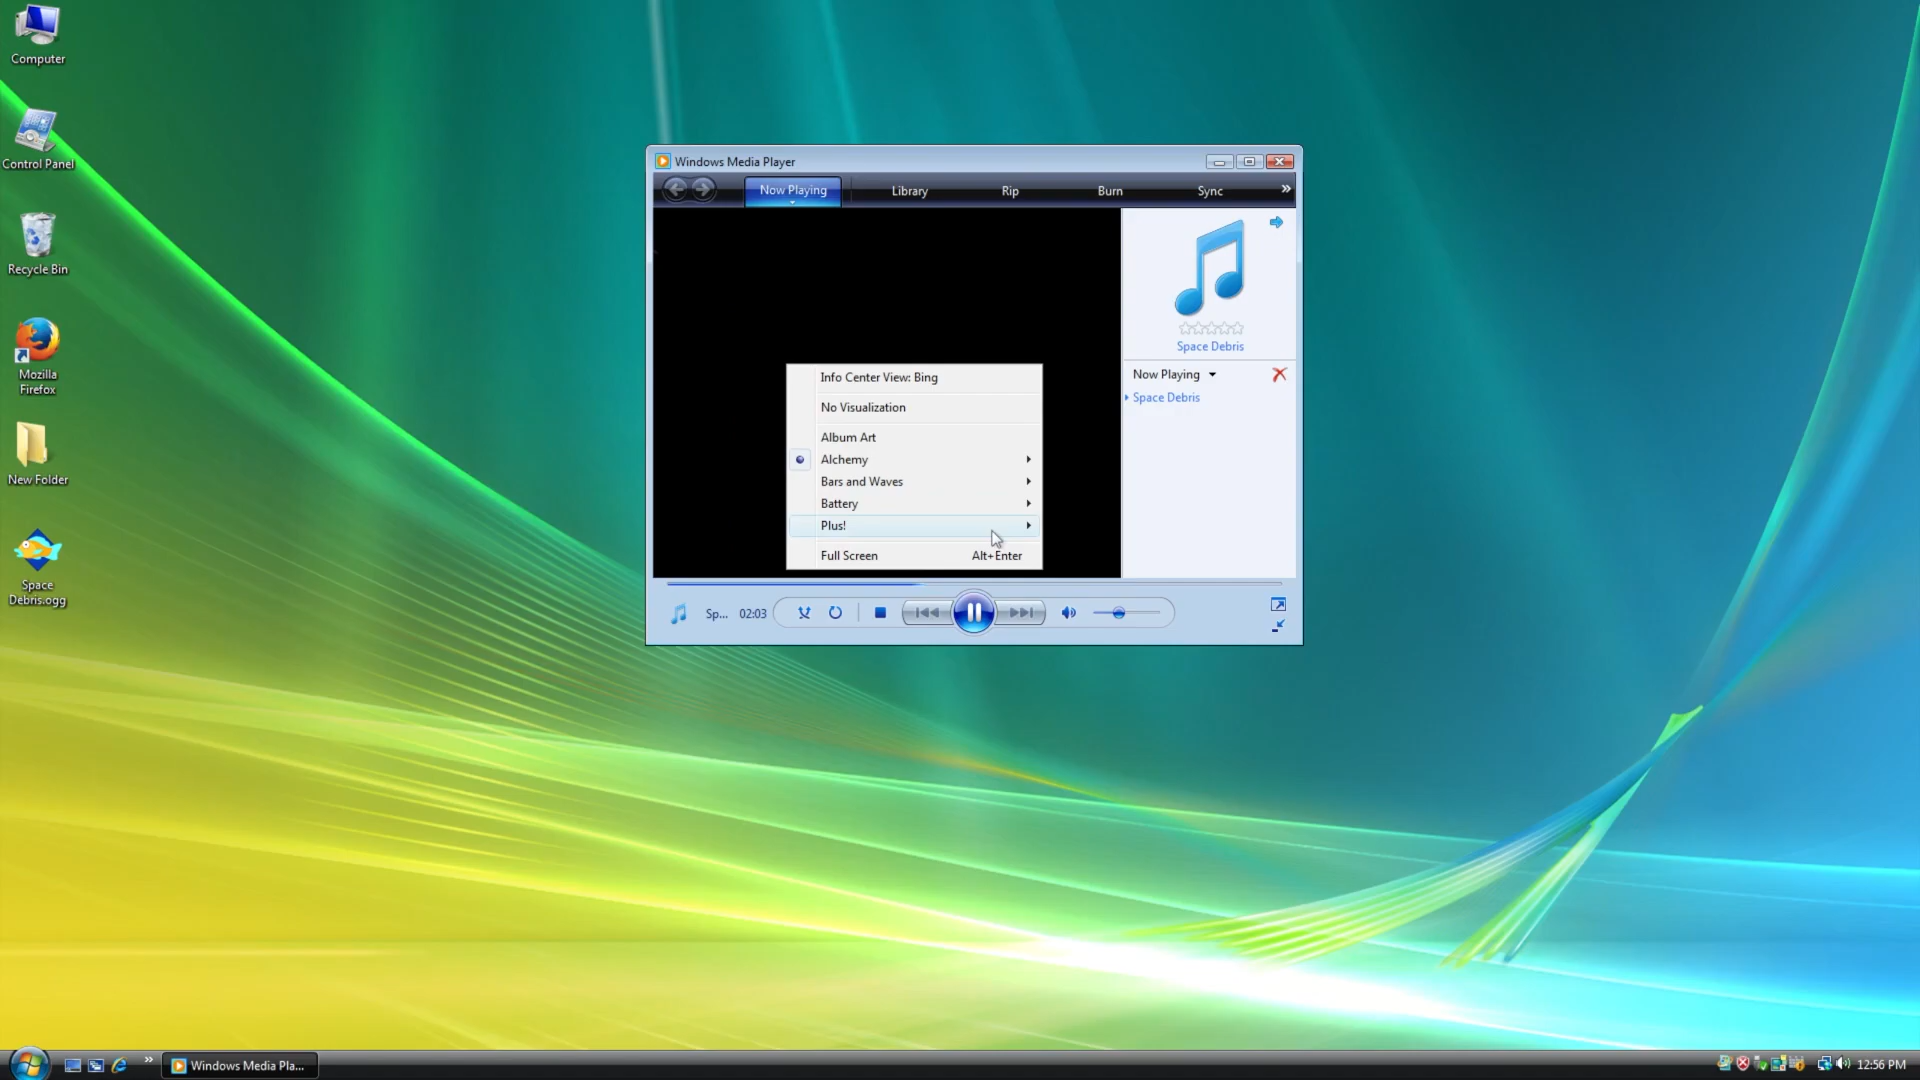 Computer
Control Panel
Recycle Bin
Mozilla
Firefox
New Folder
Space
Debris.ogg
Windows Media Player
Now Playing
Library
Rip
Burn
Sync
»
Space Debris
Now Playing
Space Debris
Info Center View: Bing
No Visualization
Album Art
Alchemy
Bars and Waves
Battery
Plus!
Full Screen Alt+Enter
Sp... 02:03
»
Windows Media Pla...
12:56 PM